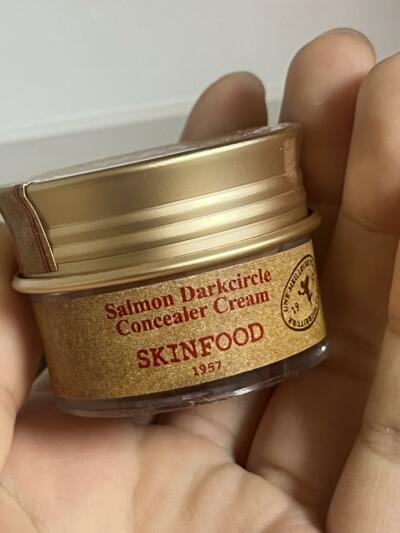 Salmon Darkcircle
Concealer Cream
SKINFOOD
1957